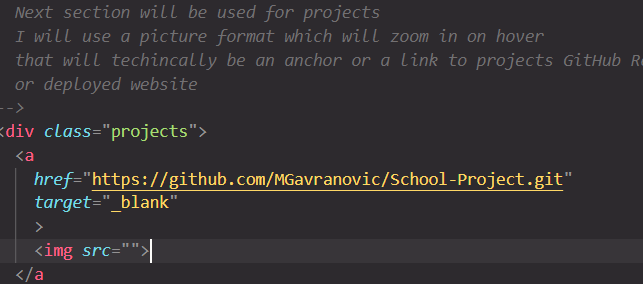 Next section will be used for projects
I will use a picture format which will zoom in on hover
that will techincally be an anchor or a link to projects GitHub
or deployed website
-->
<div class="projects">
<a
href="https://github.com/MGavranovic/School-Project.git"
target="_blank"
>
<img src="">
</a